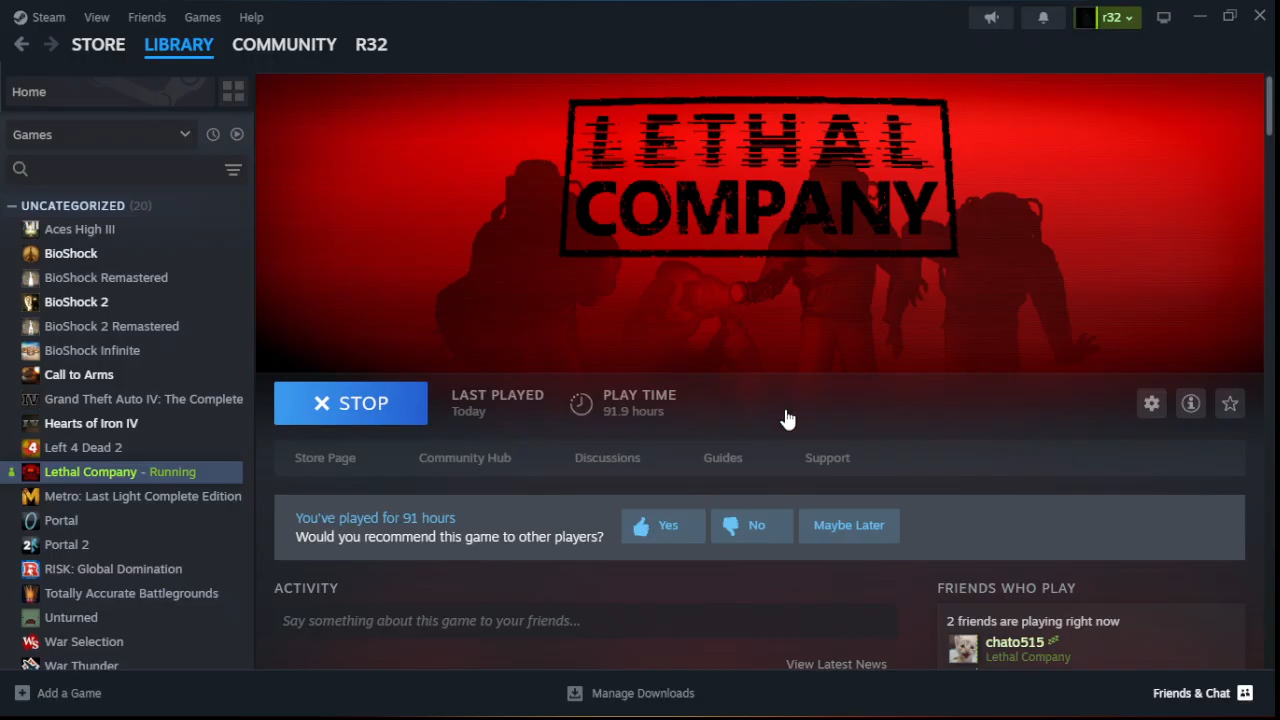 Steam View Friends Games Help
r32
STORE LIBRARY COMMUNITY R32
Home
Games
UNCATEGORIZED (20)
Aces High III
BioShock
BioShock Remastered
BioShock 2
BioShock 2 Remastered
BioShock Infinite
Call to Arms
Grand Theft Auto IV: The Complete
Hearts of Iron IV
Left 4 Dead 2
Lethal Company - Running
Metro: Last Light Complete Edition
Portal
Portal 2
RISK: Global Domination
Totally Accurate Battlegrounds
Unturned
War Selection
War Thunder
LETHAL
COMPANY
STOP
LAST PLAYED
Today
PLAY TIME
91.9 hours
Store Page Community Hub Discussions Guides Support
You've played for 91 hours
Would you recommend this game to other players?
Yes No Maybe Later
ACTIVITY
Say something about this game to your friends...
View Latest News
FRIENDS WHO PLAY
2 friends are playing right now
chato515 zzz
Lethal Company
Add a Game Manage Downloads Friends & Chat